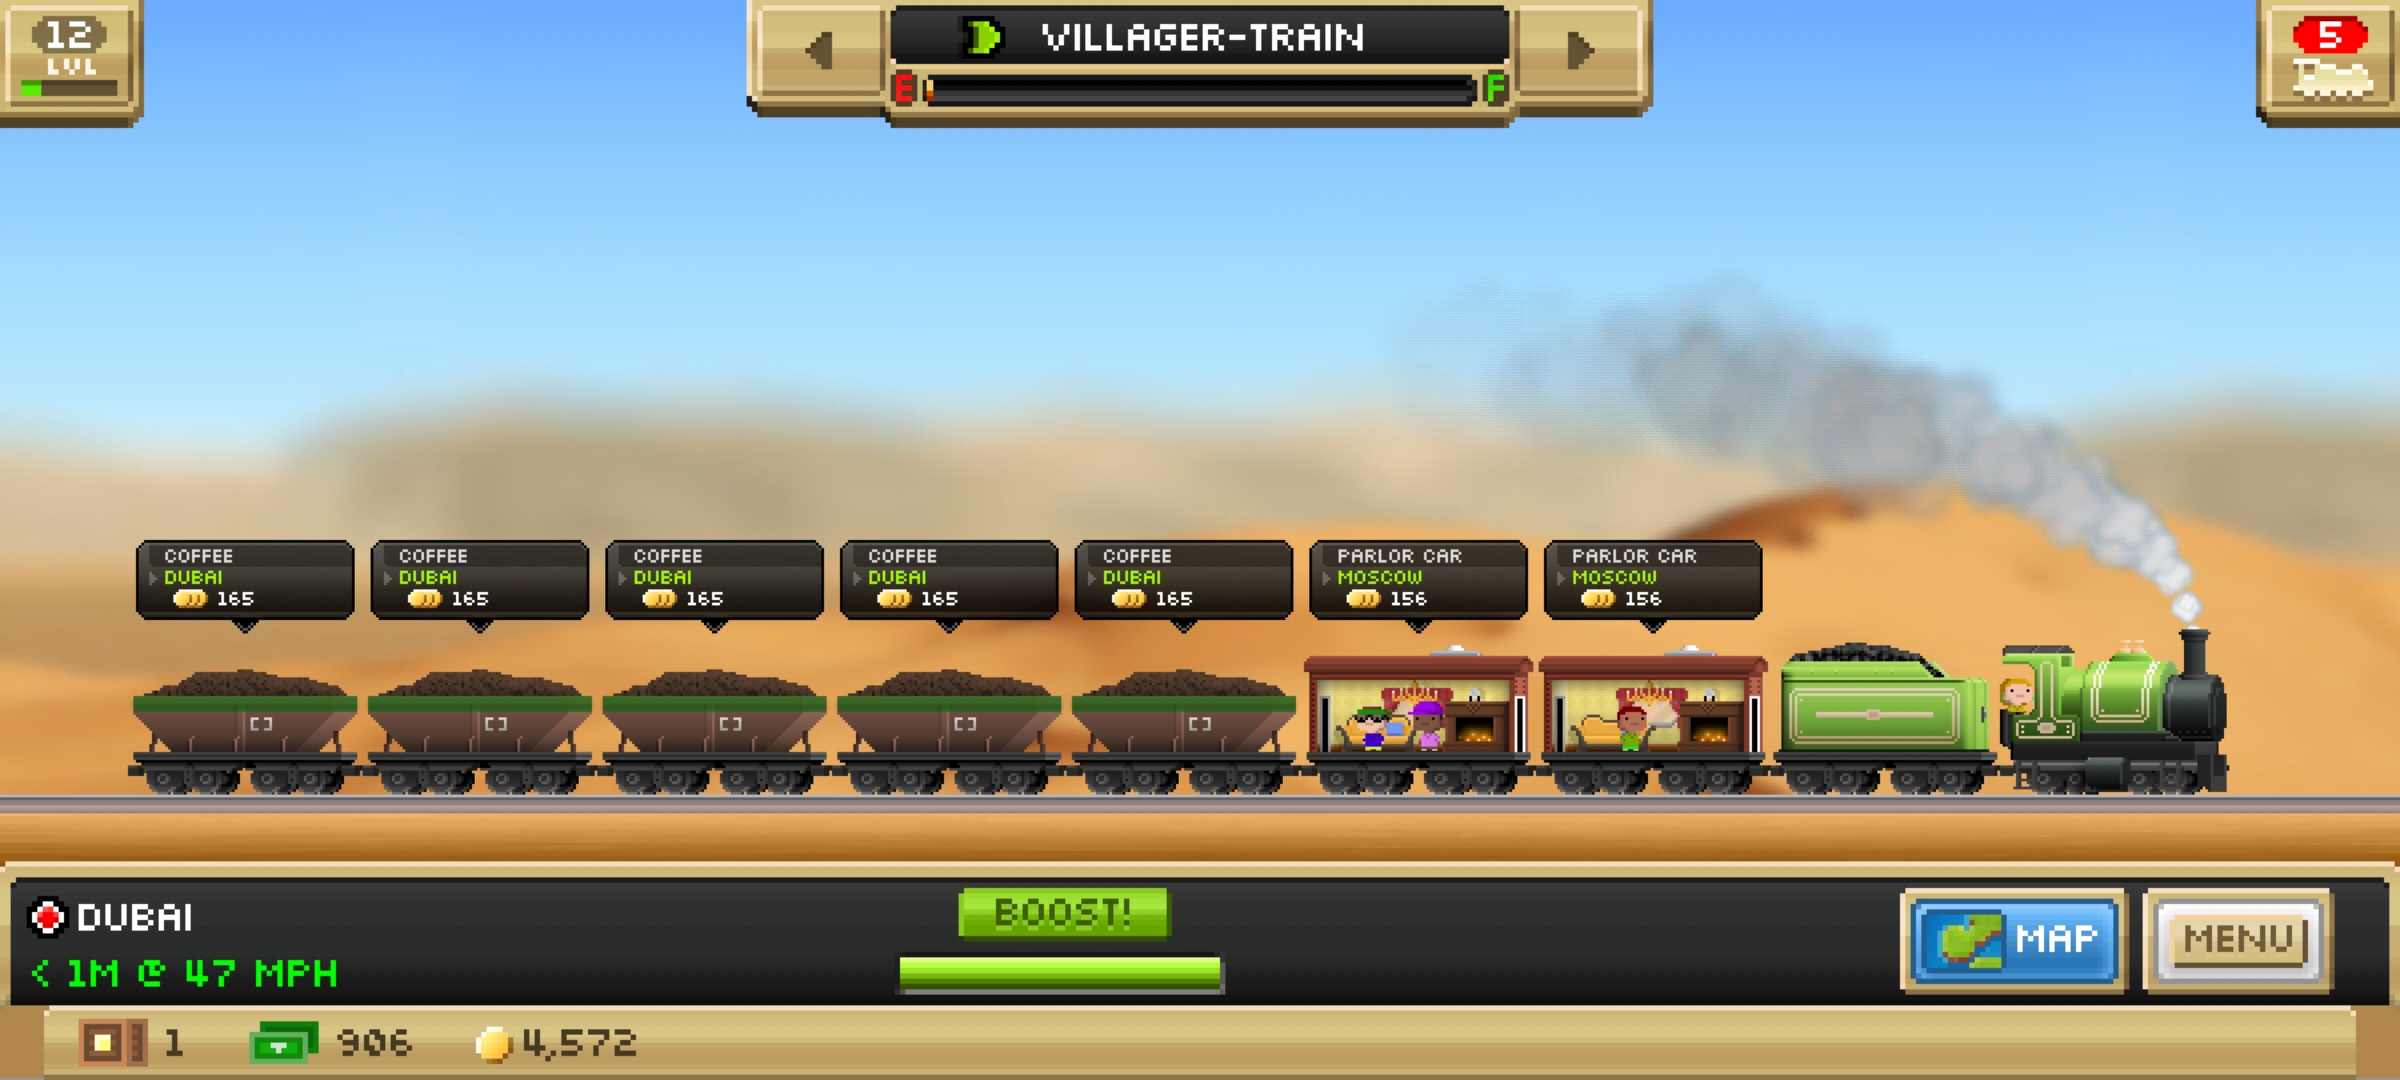 12
LVL
VILLAGER-TRAIN
E F
5
COFFEE
DUBAI
165
COFFEE
DUBAI
165
COFFEE
DUBAI
165
COFFEE
DUBAI
165
COFFEE
DUBAI
165
PARLOR CAR
MOSCOW
156
PARLOR CAR
MOSCOW
156
DUBAI
< 1M @ 47 MPH
BOOST!
MAP
MENU
1
906
4,572